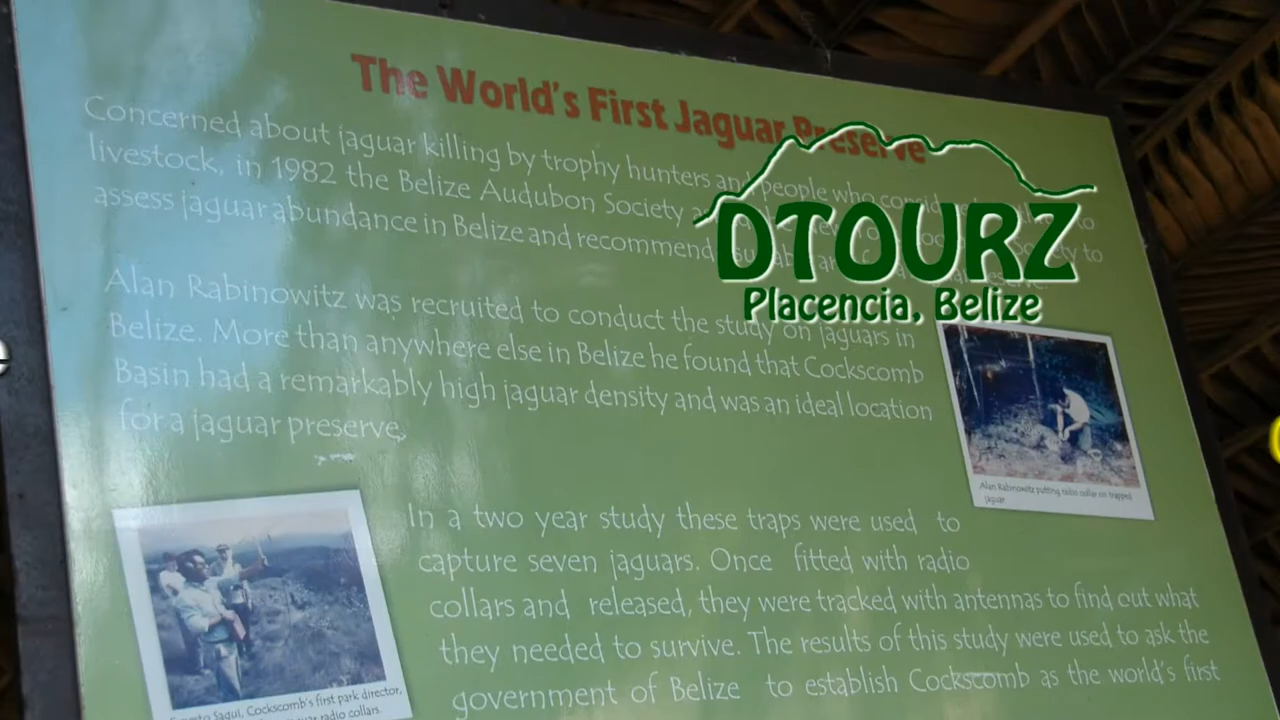 The World's First Jaguar Preserve
Concerned about jaguar killing by trophy hunters and people who
livestock, in 1982 the Belize Audubon Society to
assess jaguar abundance in Belize and recommend
DTOURZ
Placencia, Belize
Alan Rabinowitz was recruited to conduct the study on jaguars in
Belize. More than anywhere else in Belize he found that Cockscomb
Basin had a remarkably high jaguar density and was an ideal location
for a jaguar preserve.
Alan Rabinowitz putting radio collar on trapped
jaguar.
In a two year study these traps were used to
capture seven jaguars. Once fitted with radio
collars and released, they were tracked with antennas to find out what
they needed to survive. The results of this study were used to ask the
government of Belize to establish Cockscomb as the world's first
Saqui, Cockscomb's first park director,
radio collars.